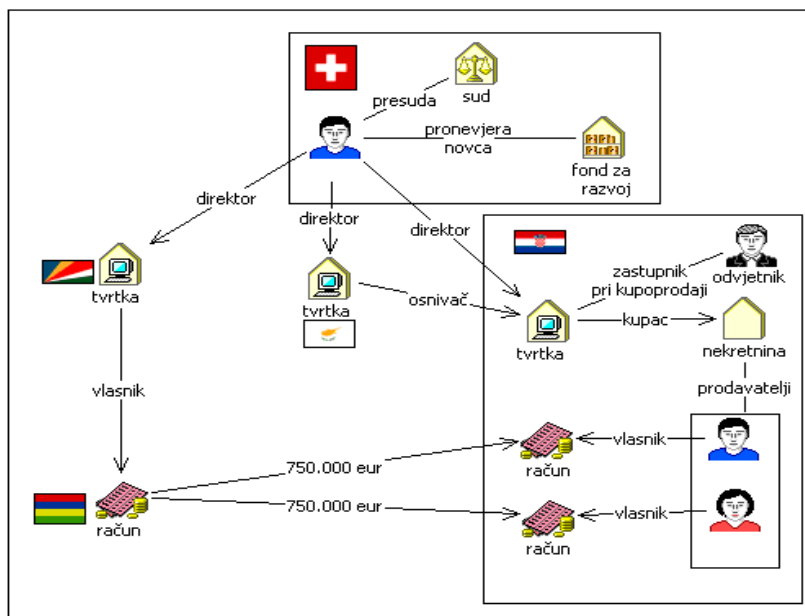 sud
presuda
pronevjera
novca
fond za
razvoj
direktor
direktor
direktor
tvrtka
tvrtka
osnivač
zastupnik
pri kupoprodaji
odvjetnik
tvrtka
kupac
nekretnina
vlasnik
prodavatelji
750.000 eur
vlasnik
račun
750.000 eur
vlasnik
račun
račun